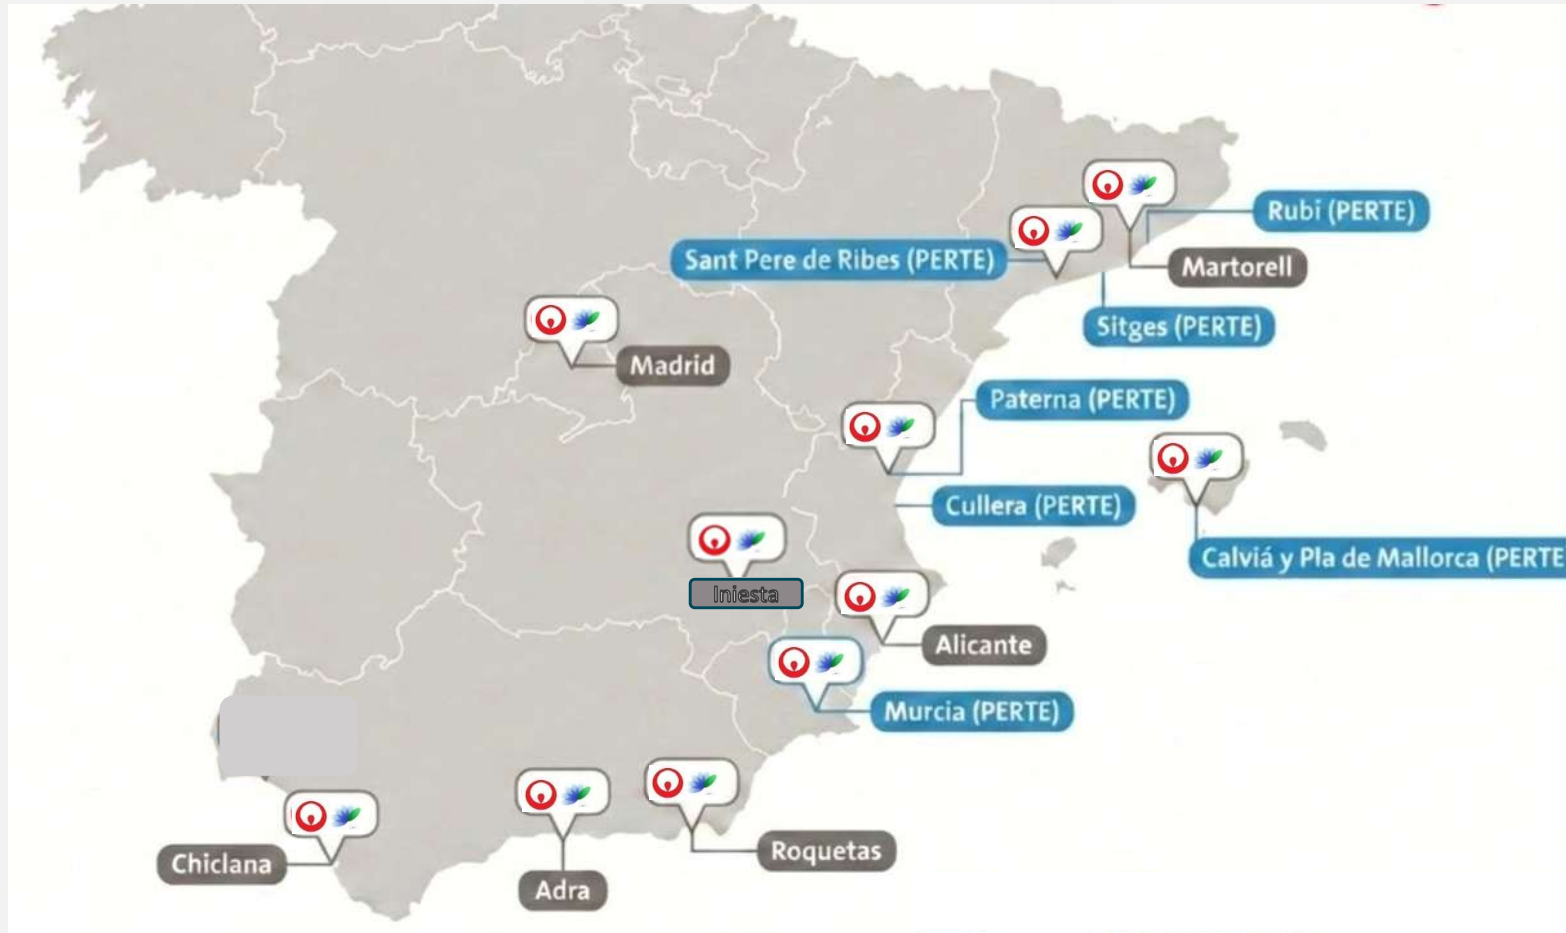 Rubí (PERTE)
Sant Pere de Ribes (PERTE)
Martorell
Sitges (PERTE)
Madrid
Paterna (PERTE)
Cullera (PERTE)
Calviá y Pla de Mallorca (PERTE
Iniesta
Alicante
Murcia (PERTE)
Roquetas
Chiclana
Adra